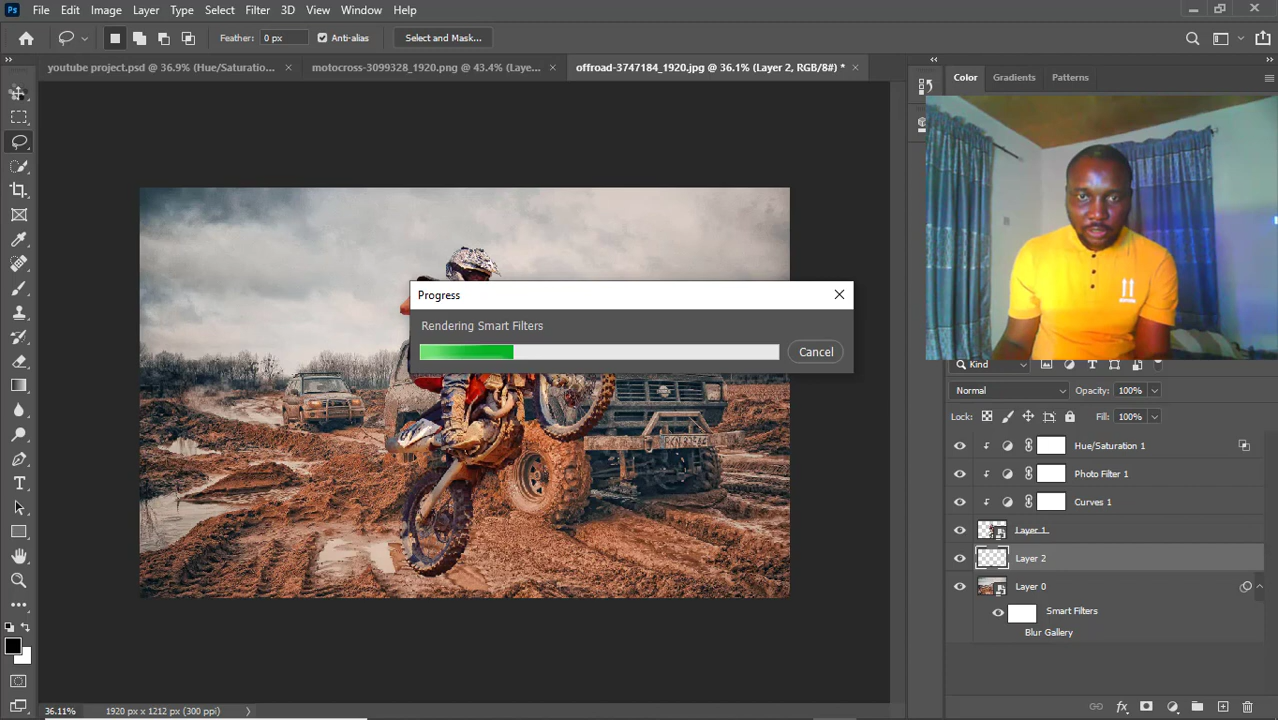 Ps File Edit Image Layer Type Select Filter 3D View Window Help
Feather: 0 px Anti-alias Select and Mask...
youtube project.psd @ 36.9% (Hue/Saturatio... × motocross-3099328_1920.png @ 43.4% (Laye... × offroad-3747184_1920.jpg @ 36.1% (Layer 2, RGB/8#) * ×
Color Gradients Patterns
Progress
Rendering Smart Filters
Cancel
Kind
Normal Opacity: 100%
Lock: Fill: 100%
Hue/Saturation 1
Photo Filter 1
Curves 1
Layer 1
Layer 2
Layer 0
Smart Filters
Blur Gallery
36.11% 1920 px x 1212 px (300 ppi)